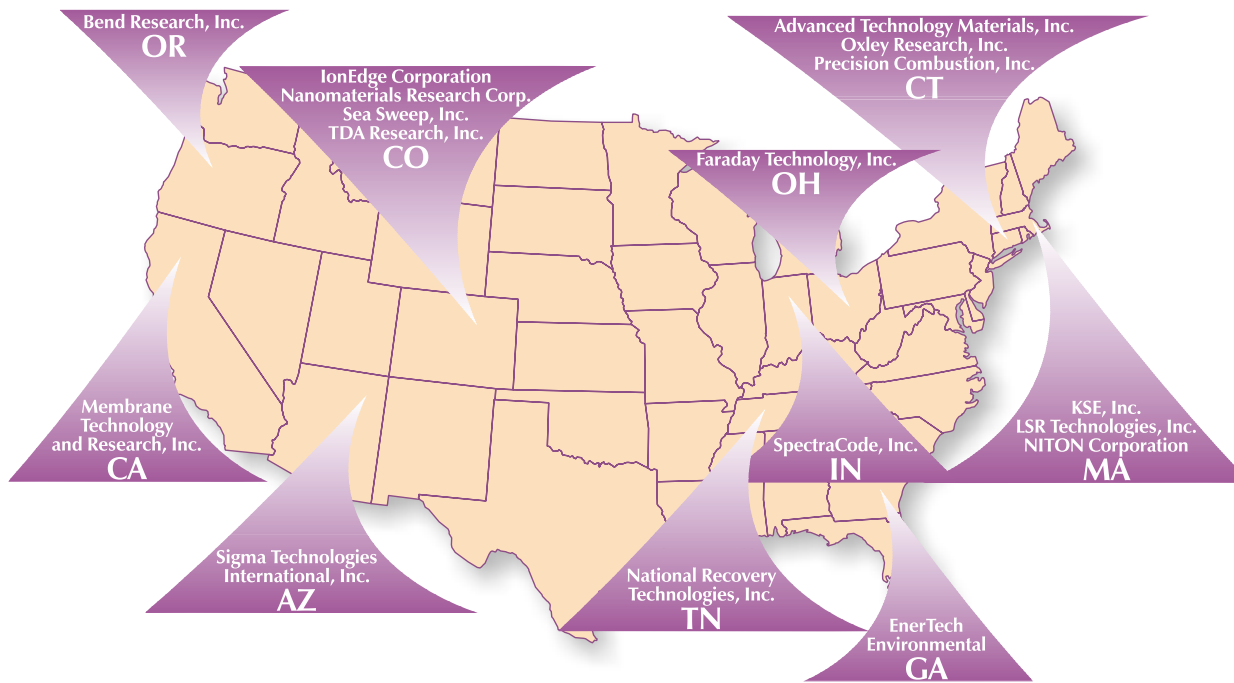 Bend Research, Inc.
OR
IonEdge Corporation
Nanomaterials Research Corp.
Sea Sweep, Inc.
TDA Research, Inc.
CO
Advanced Technology Materials, Inc.
Oxley Research, Inc.
Precision Combustion, Inc.
CT
Faraday Technology, Inc.
OH
Membrane
Technology
and Research, Inc.
CA
Sigma Technologies
International, Inc.
AZ
National Recovery
Technologies, Inc.
TN
SpectraCode, Inc.
IN
KSE, Inc.
LSR Technologies, Inc.
NITON Corporation
MA
EnerTech
Environmental
GA